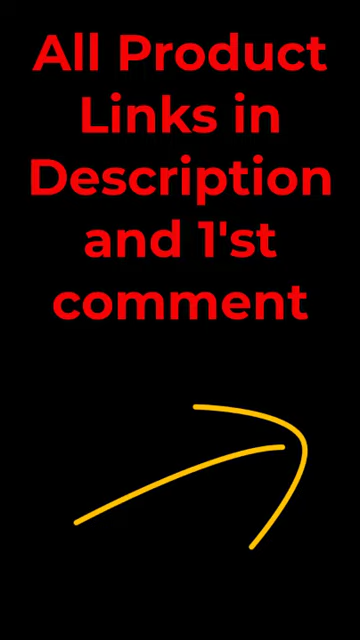 All Product
Links in
Description
and 1'st
comment